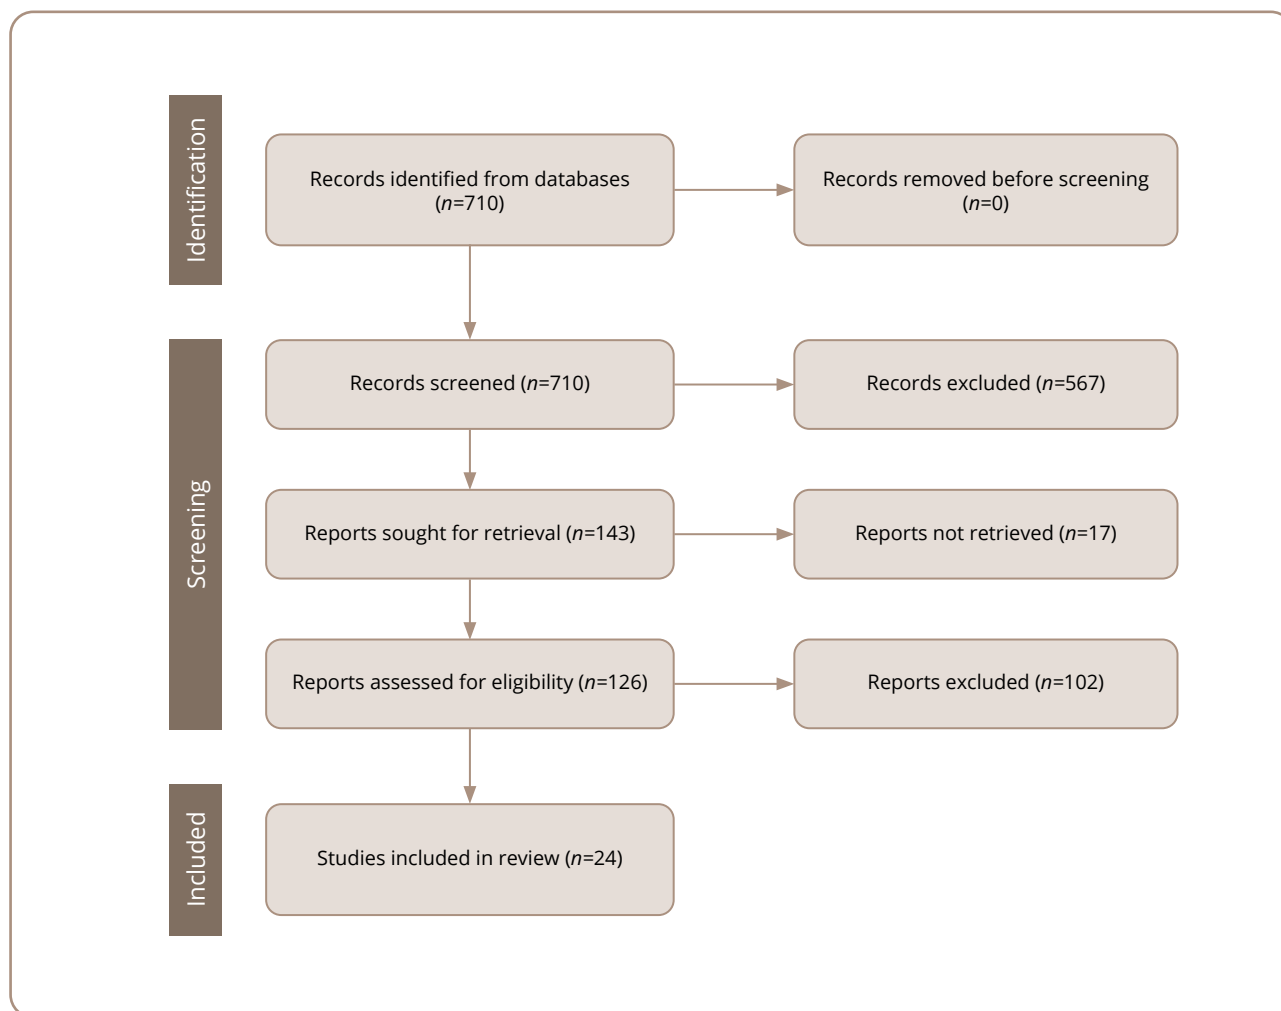 Identification
Records identified from databases
(n=710)
Records removed before screening
(n=0)
Screening
Records screened (n=710)
Records excluded (n=567)
Reports sought for retrieval (n=143)
Reports not retrieved (n=17)
Reports assessed for eligibility (n=126)
Reports excluded (n=102)
Included
Studies included in review (n=24)